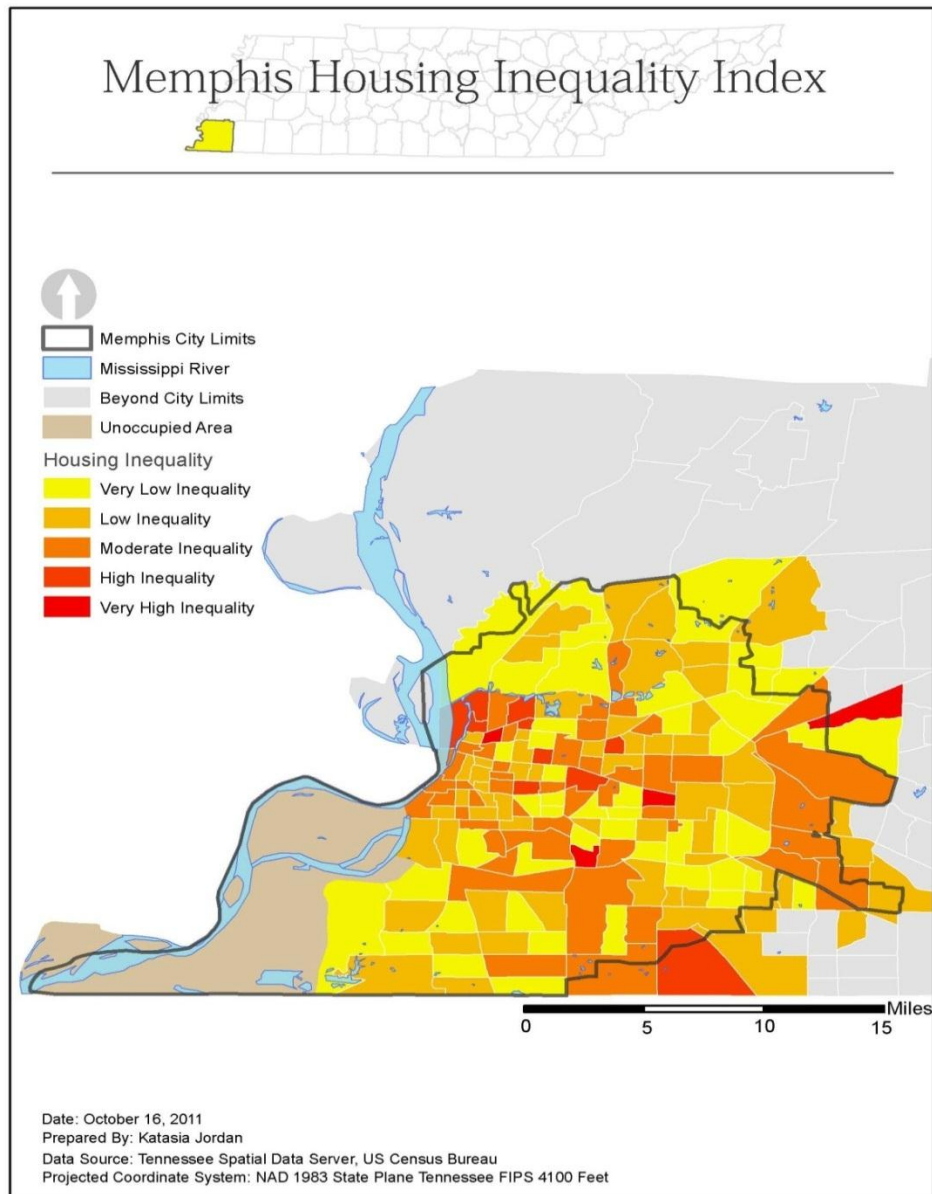 Memphis Housing Inequality Index
Memphis City Limits
Mississippi River
Beyond City Limits
Unoccupied Area
Housing Inequality
Very Low Inequality
Low Inequality
Moderate Inequality
High Inequality
Very High Inequality
Miles
0 5 10 15
Date: October 16, 2011
Prepared By: Katasia Jordan
Data Source: Tennessee Spatial Data Server, US Census Bureau
Projected Coordinate System: NAD 1983 State Plane Tennessee FIPS 4100 Feet